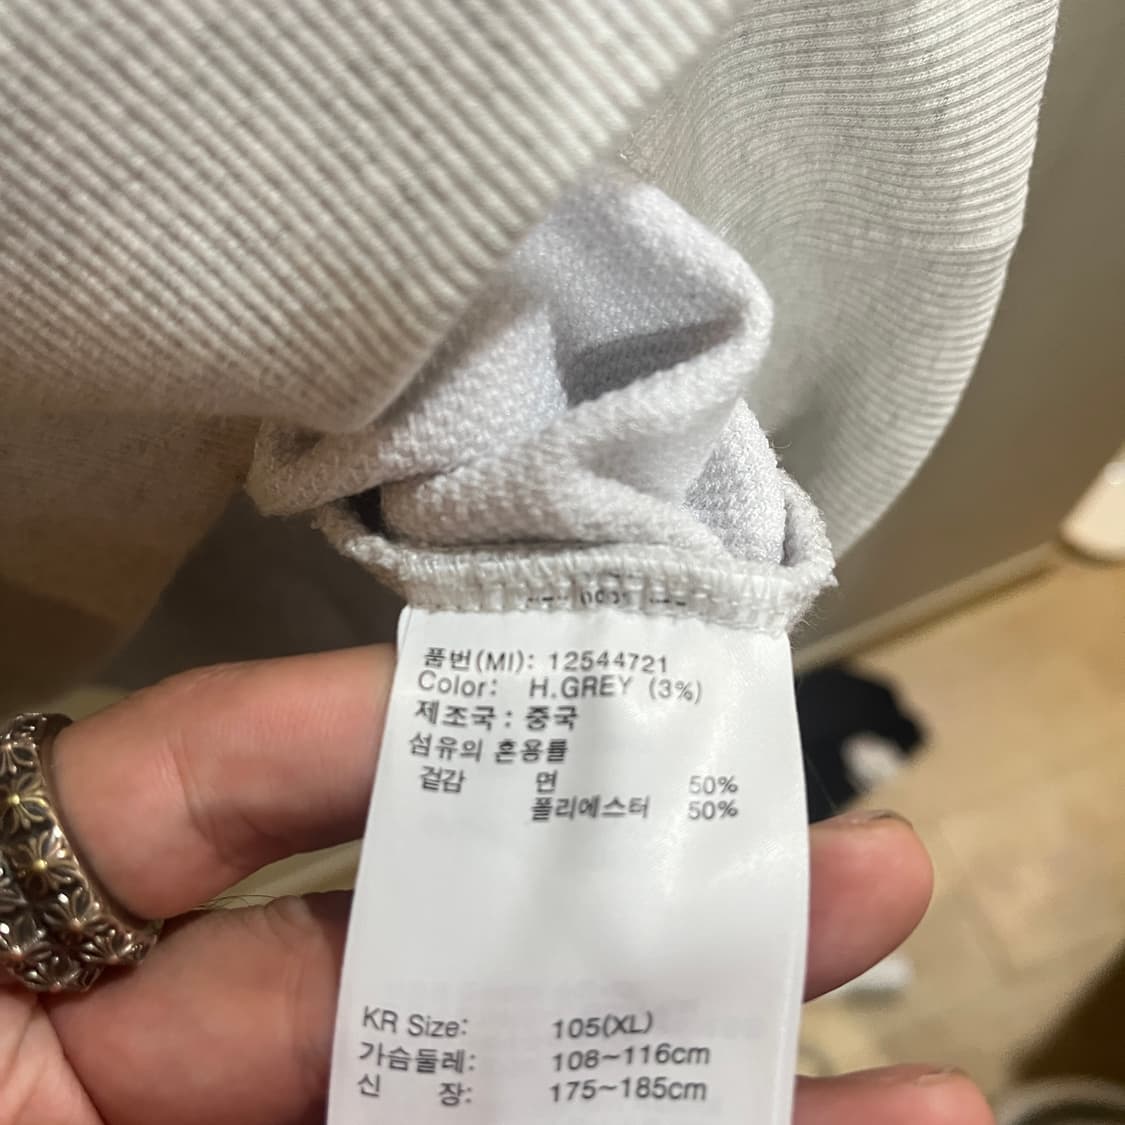 품번(MI): 12544721
Color: H.GREY (3%)
제조국 : 중국
섬유의 혼용률
겉감 면 50%
폴리에스터 50%
KR Size: 105(XL)
가슴둘레: 108~116cm
신 장: 175~185cm